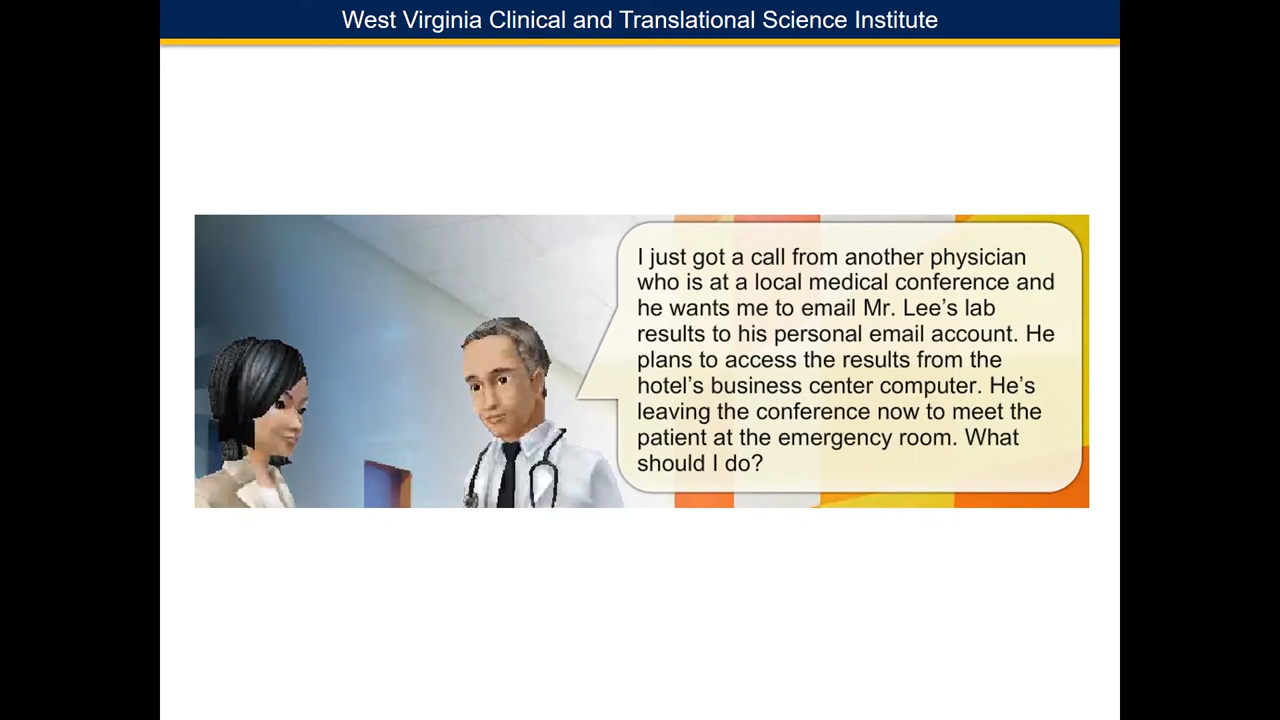 West Virginia Clinical and Translational Science Institute
I just got a call from another physician
who is at a local medical conference and
he wants me to email Mr. Lee’s lab
results to his personal email account. He
plans to access the results from the
hotel’s business center computer. He’s
leaving the conference now to meet the
patient at the emergency room. What
should I do?